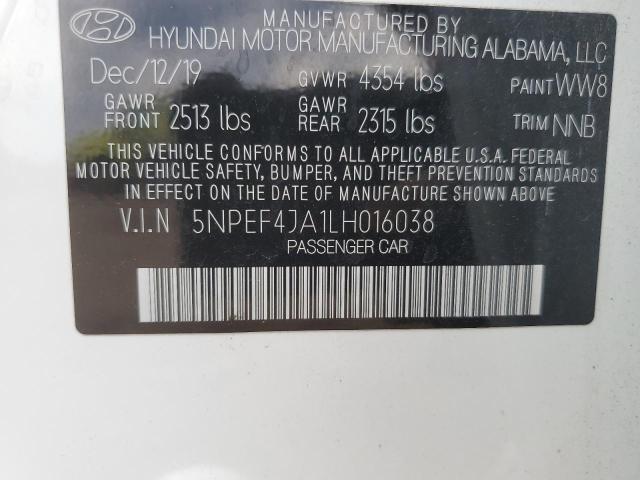 MANUFACTURED BY
HYUNDAI MOTOR MANUFACTURING ALABAMA, LLC
Dec/12/19 GVWR 4354 lbs PAINT WW8
GAWR FRONT 2513 lbs GAWR REAR 2315 lbs TRIM NNB
THIS VEHICLE CONFORMS TO ALL APPLICABLE U.S.A. FEDERAL
MOTOR VEHICLE SAFETY, BUMPER, AND THEFT PREVENTION STANDARDS
IN EFFECT ON THE DATE OF MANUFACTURE SHOWN ABOVE.
V.I.N 5NPEF4JA1LH016038
PASSENGER CAR